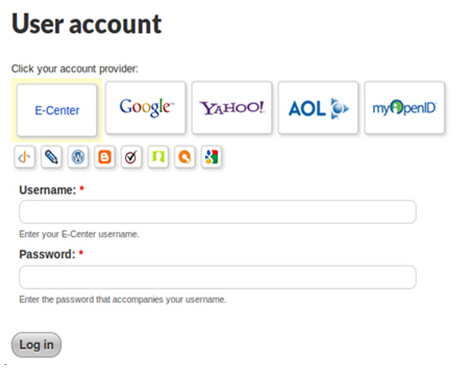 User account
Click your account provider:
E-Center Google YAHOO! AOL myOpenID
Username: *
Enter your E-Center username.
Password: *
Enter the password that accompanies your username.
Log in